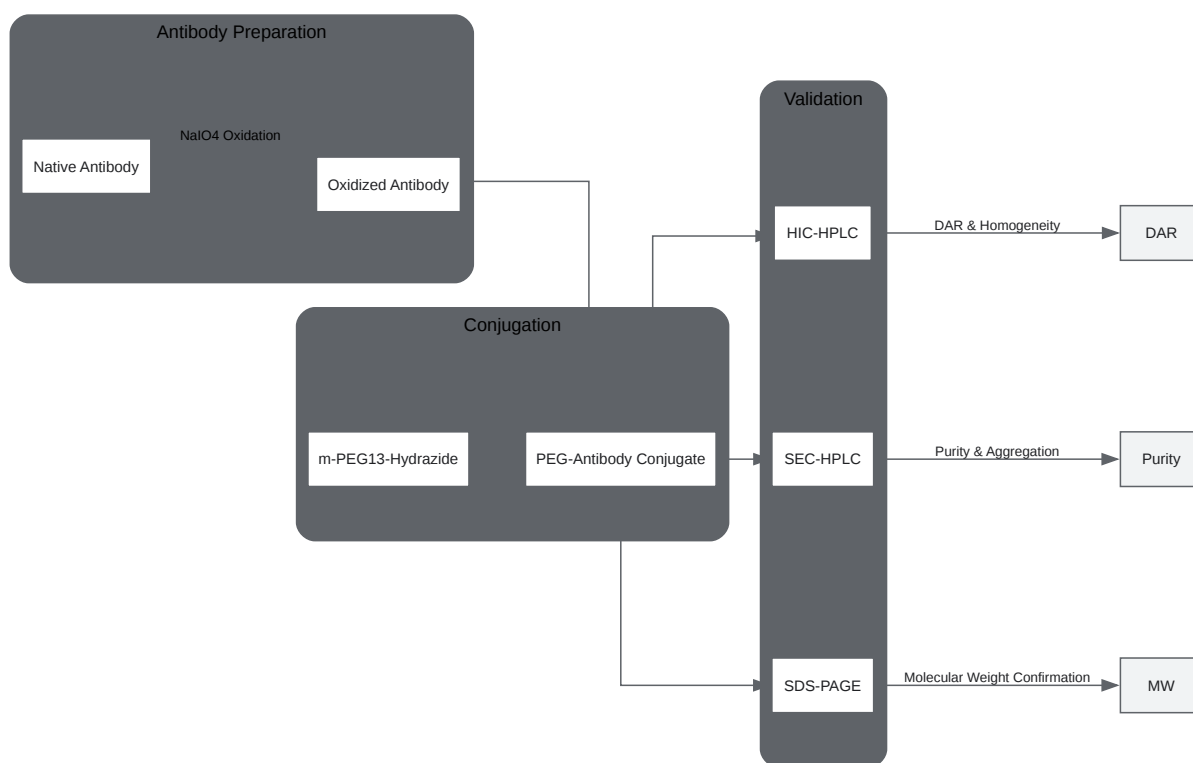 Antibody Preparation
NaIO4 Oxidation
Native Antibody
Oxidized Antibody
Conjugation
m-PEG13-Hydrazide
PEG-Antibody Conjugate
Validation
HIC-HPLC
DAR & Homogeneity
DAR
SEC-HPLC
Purity & Aggregation
Purity
SDS-PAGE
Molecular Weight Confirmation
MW